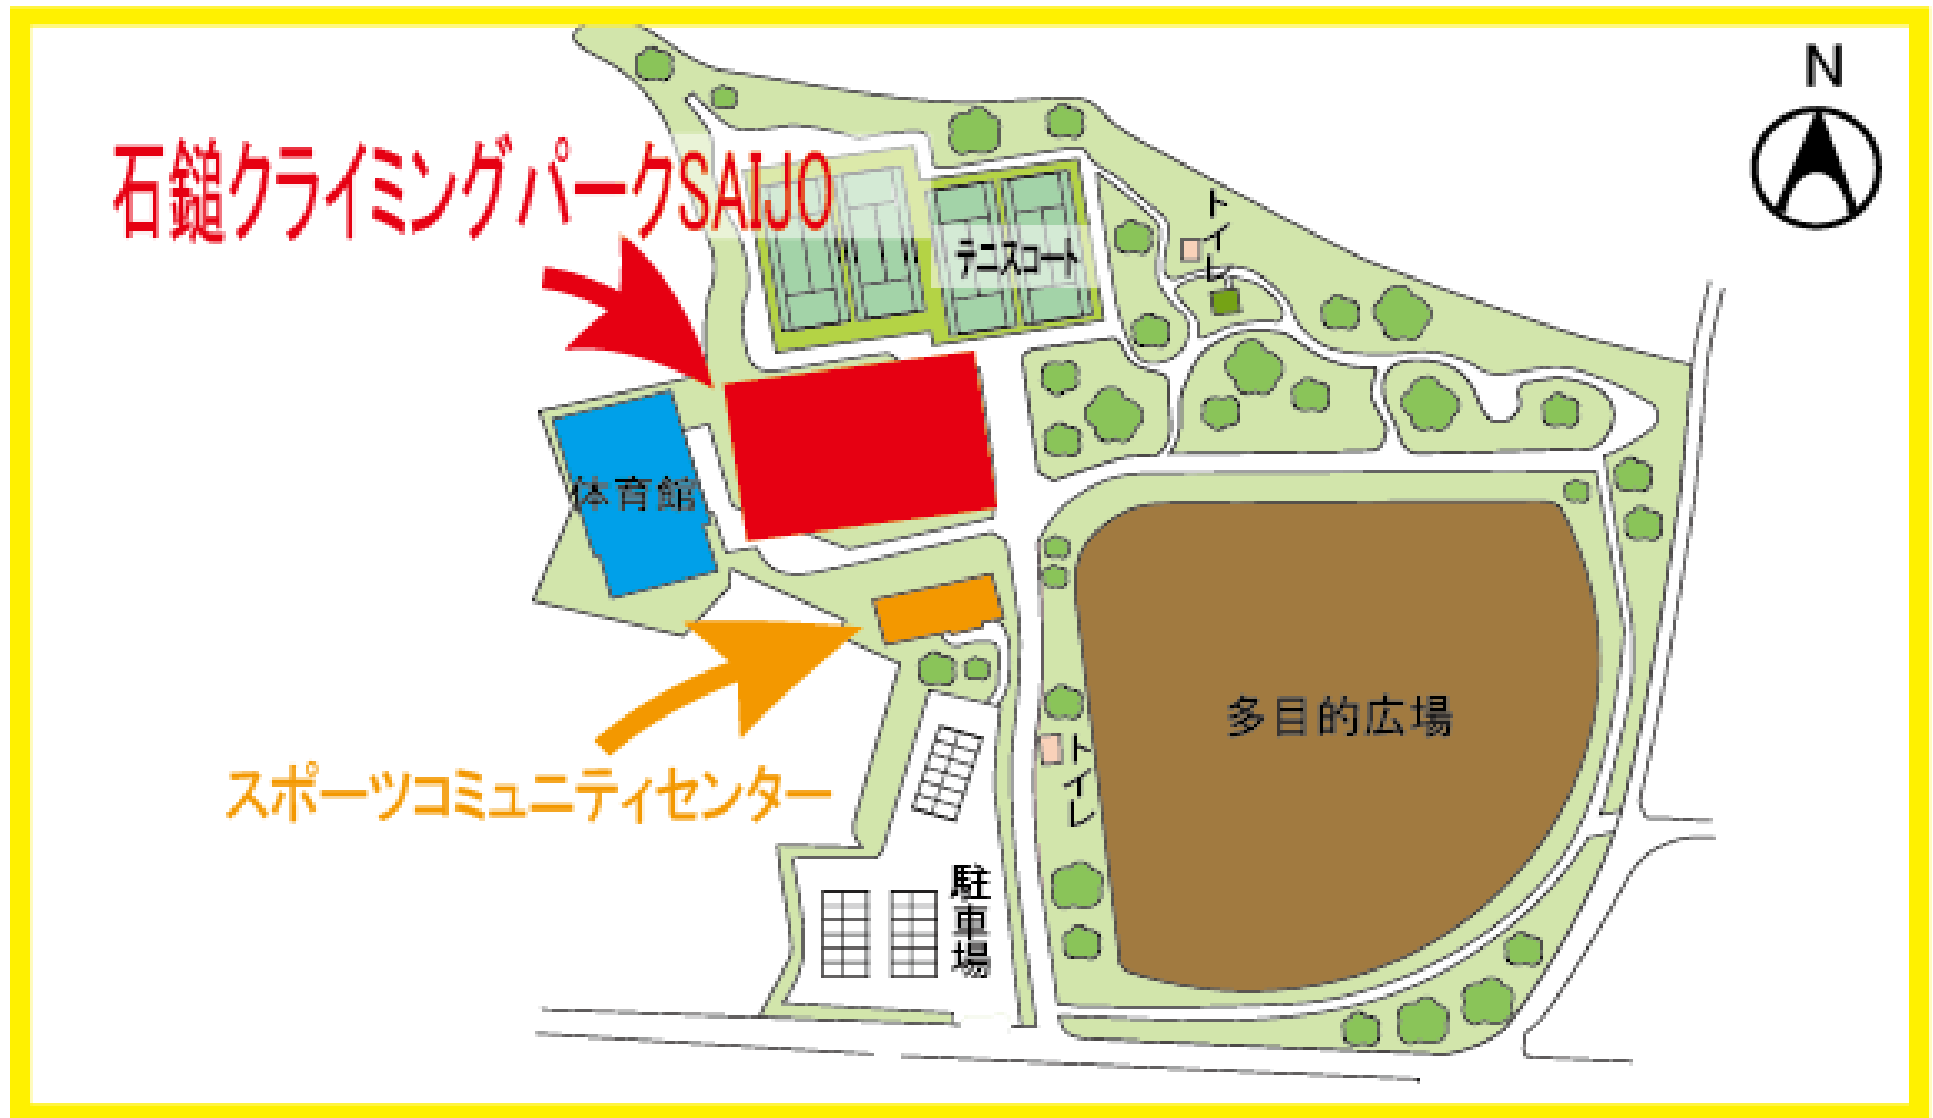 N
石鎚クライミングパークSAIJO
トイレ
テニスコート
体育館
多目的広場
トイレ
スポーツコミュニティセンター
駐車場